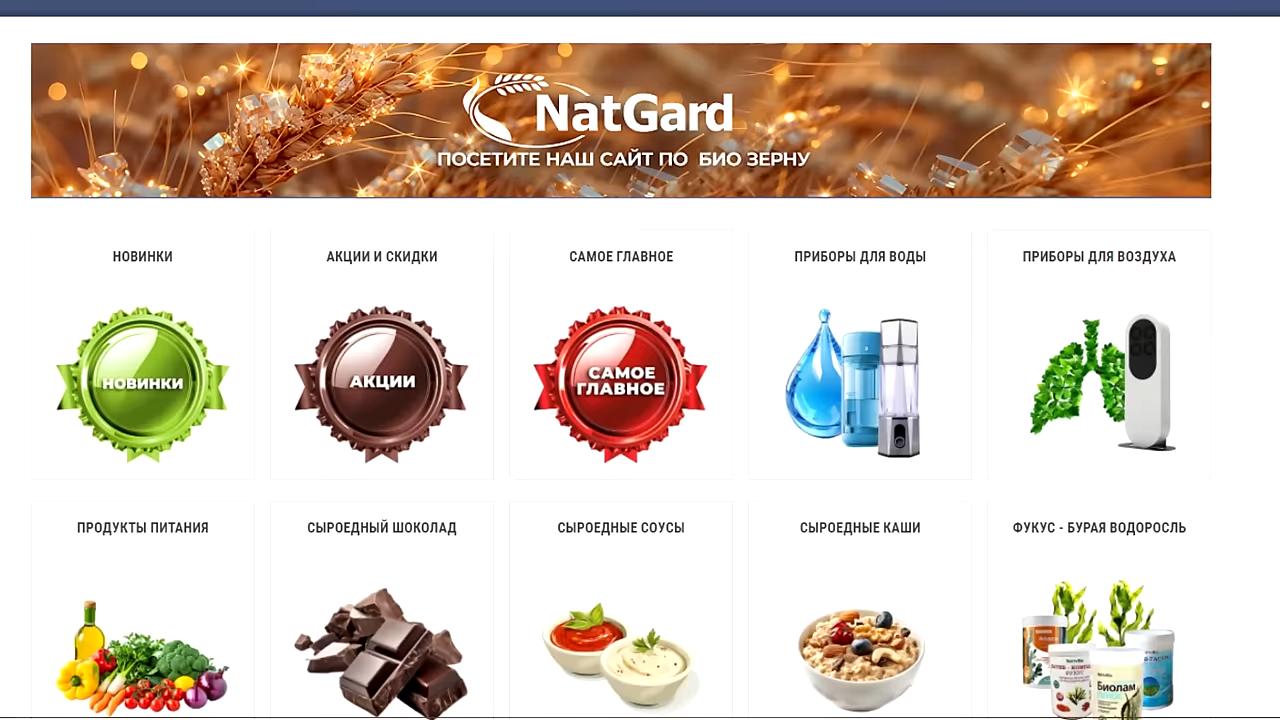 NatGard
ПОСЕТИТЕ НАШ САЙТ ПО БИО ЗЕРНУ
НОВИНКИ
АКЦИИ И СКИДКИ
САМОЕ ГЛАВНОЕ
ПРИБОРЫ ДЛЯ ВОДЫ
ПРИБОРЫ ДЛЯ ВОЗДУХА
НОВИНКИ
АКЦИИ
САМОЕ
ГЛАВНОЕ
ПРОДУКТЫ ПИТАНИЯ
СЫРОЕДНЫЙ ШОКОЛАД
СЫРОЕДНЫЕ СОУСЫ
СЫРОЕДНЫЕ КАШИ
ФУКУС - БУРАЯ ВОДОРОСЛЬ
ФУКУС
Биолам